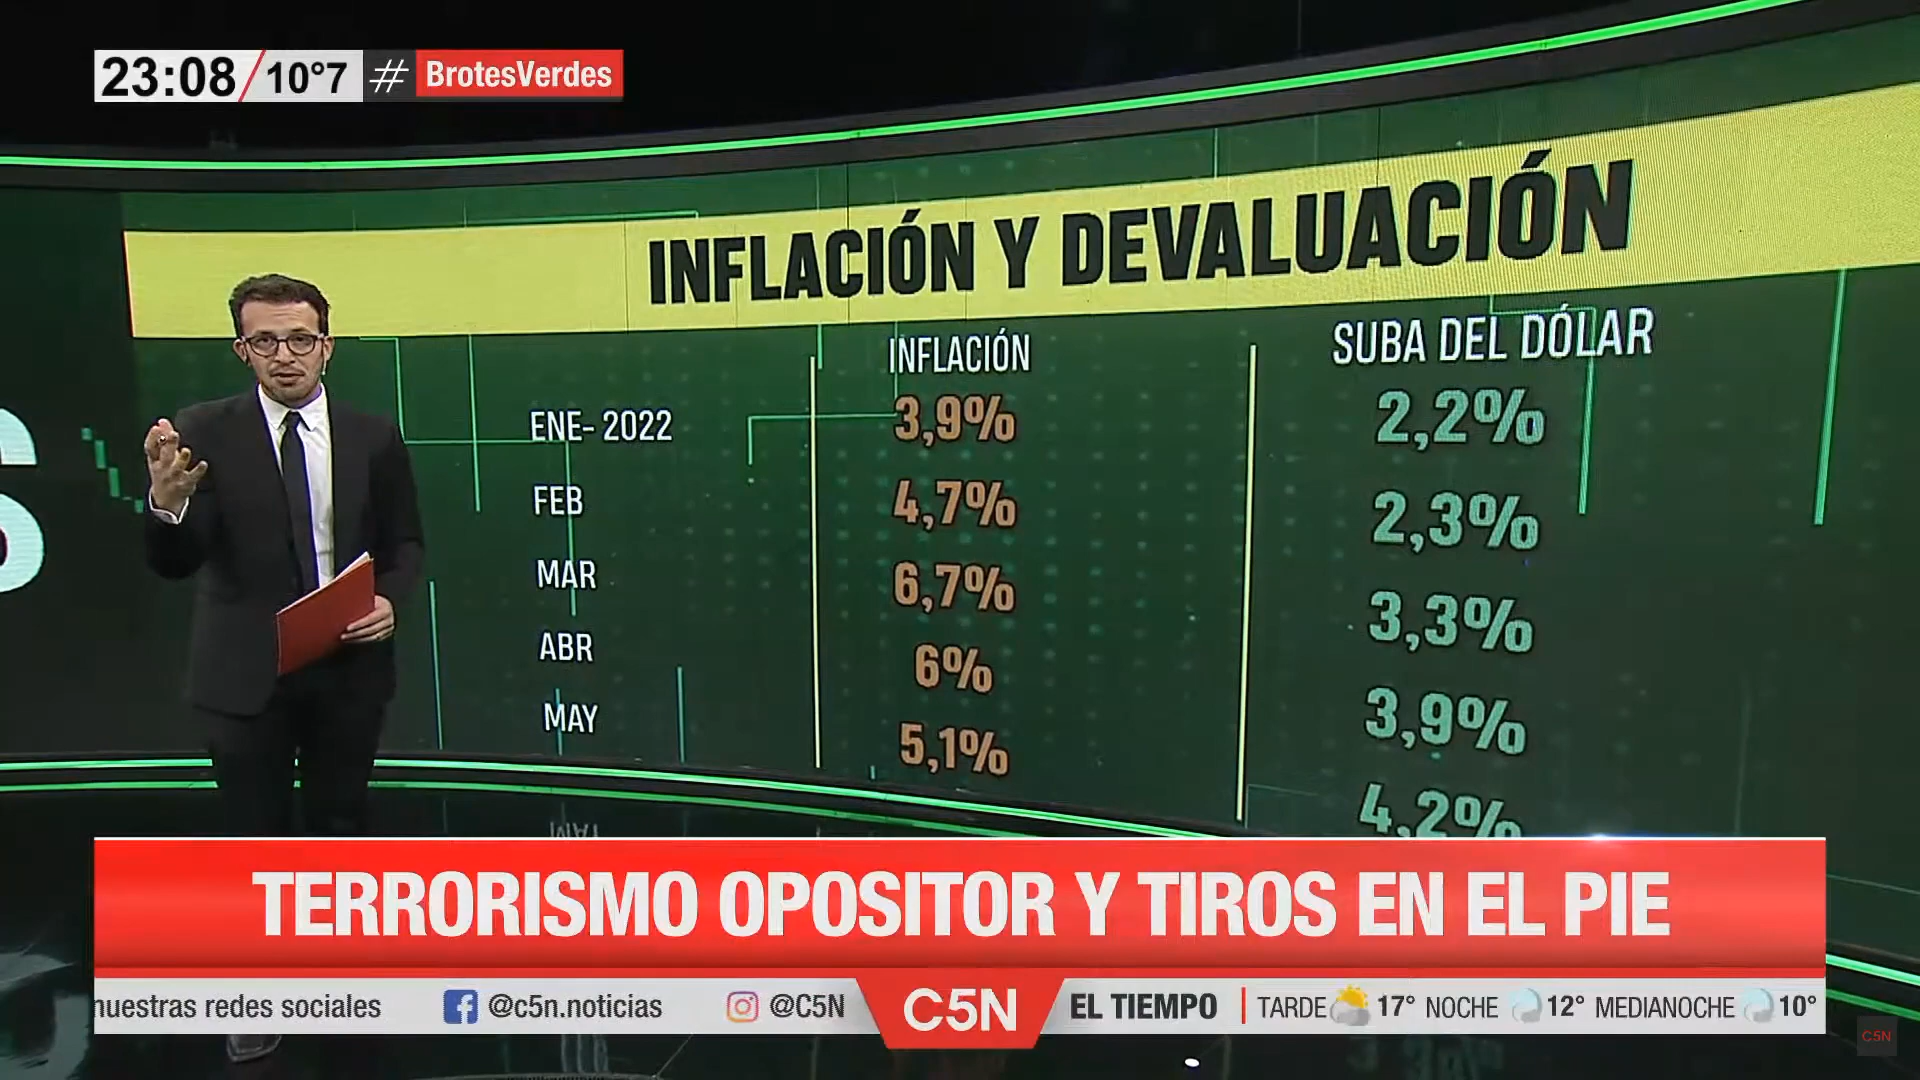 23:08/10°7 # BrotesVerdes
INFLACIÓN Y DEVALUACIÓN
INFLACIÓN SUBA DEL DÓLAR
ENE- 2022 3,9% 2,2%
FEB 4,7% 2,3%
MAR 6,7% 3,3%
ABR 6% 3,9%
MAY 5,1% 4,2%
TERRORISMO OPOSITOR Y TIROS EN EL PIE
nuestras redes sociales @c5n.noticias @C5N C5N EL TIEMPO TARDE 17° NOCHE 12° MEDIANOCHE 10°
C5N